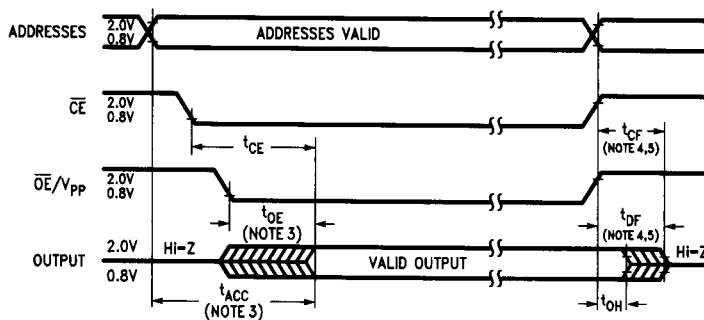 ADDRESSES 2.0V
0.8V
ADDRESSES VALID
CE 2.0V
0.8V
tCE
tCF
(NOTE 4,5)
OE/VPP 2.0V
0.8V
tOE
(NOTE 3)
tDF
(NOTE 4,5)
OUTPUT 2.0V
0.8V
Hi-Z
VALID OUTPUT
Hi-Z
tACC
(NOTE 3)
tOH